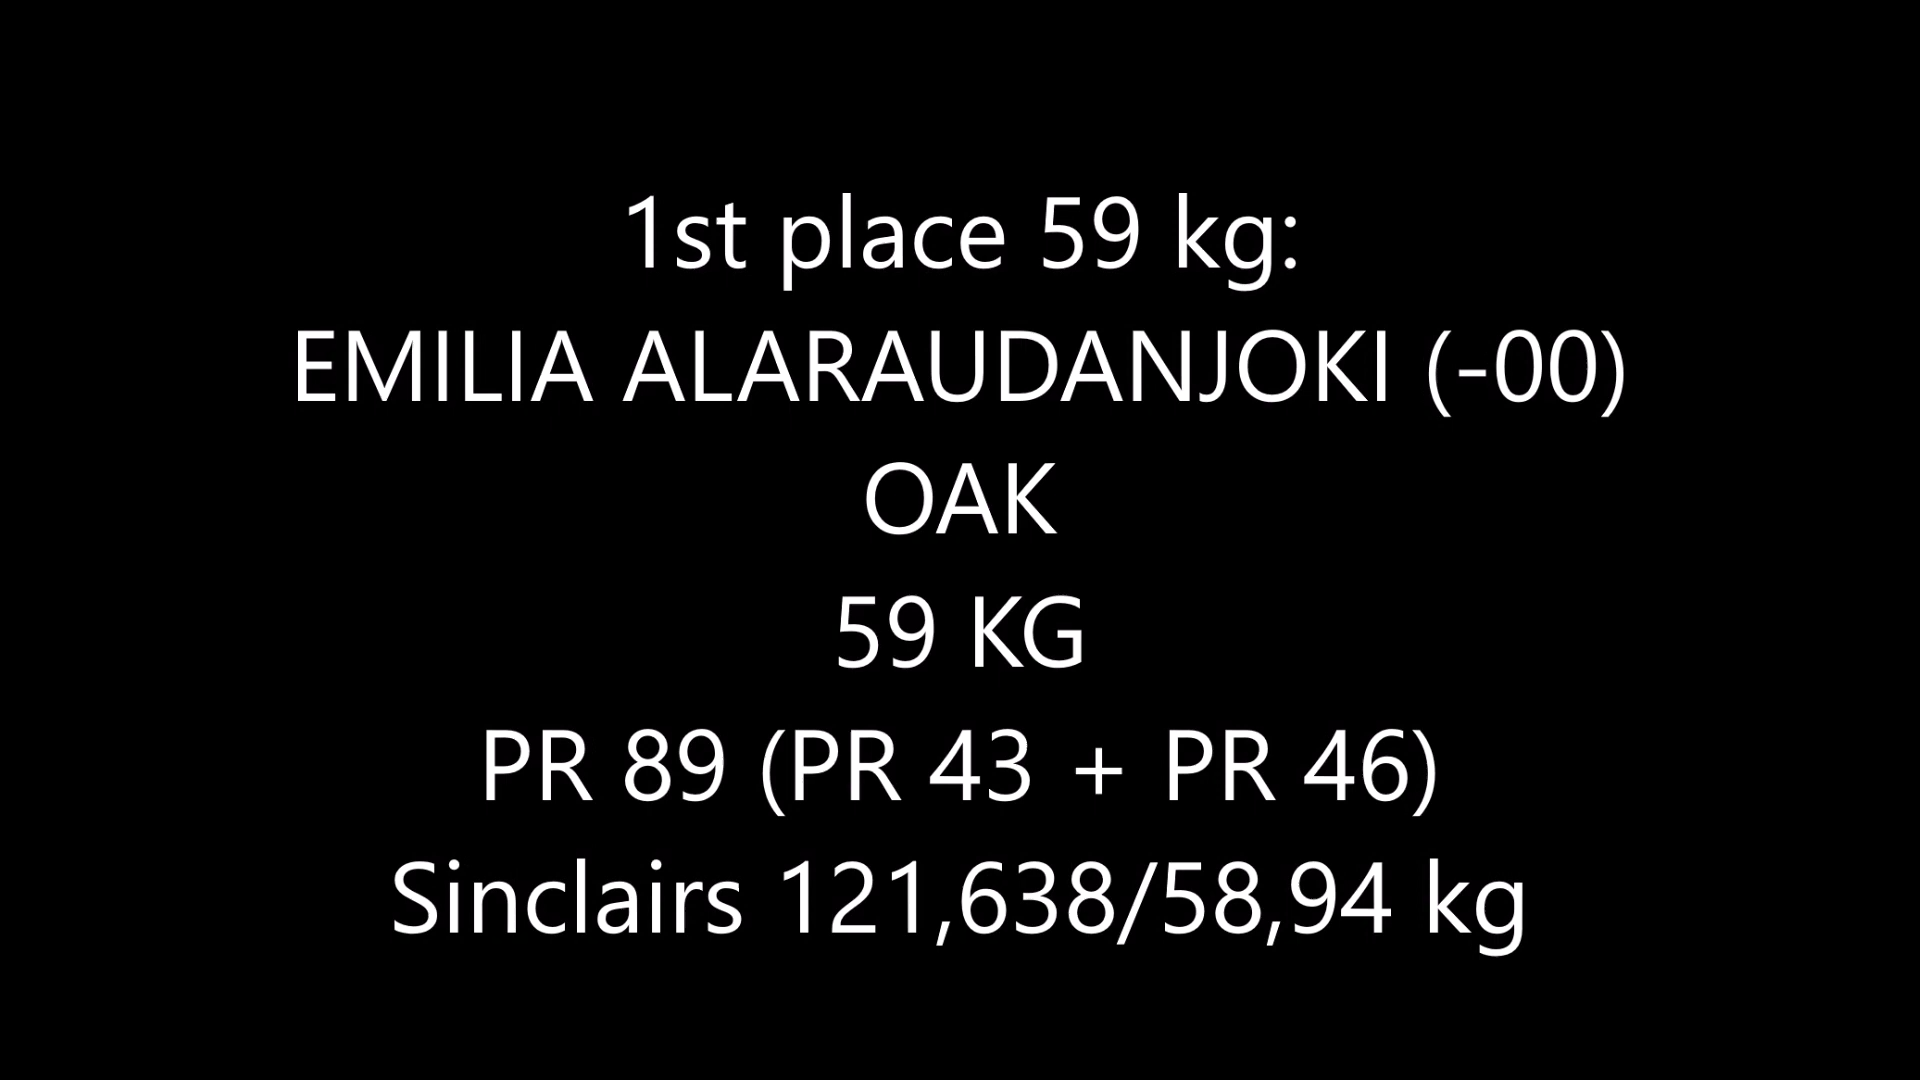 1st place 59 kg:
EMILIA ALARAUDANJOKI (-00)
OAK
59 KG
PR 89 (PR 43 + PR 46)
Sinclairs 121,638/58,94 kg